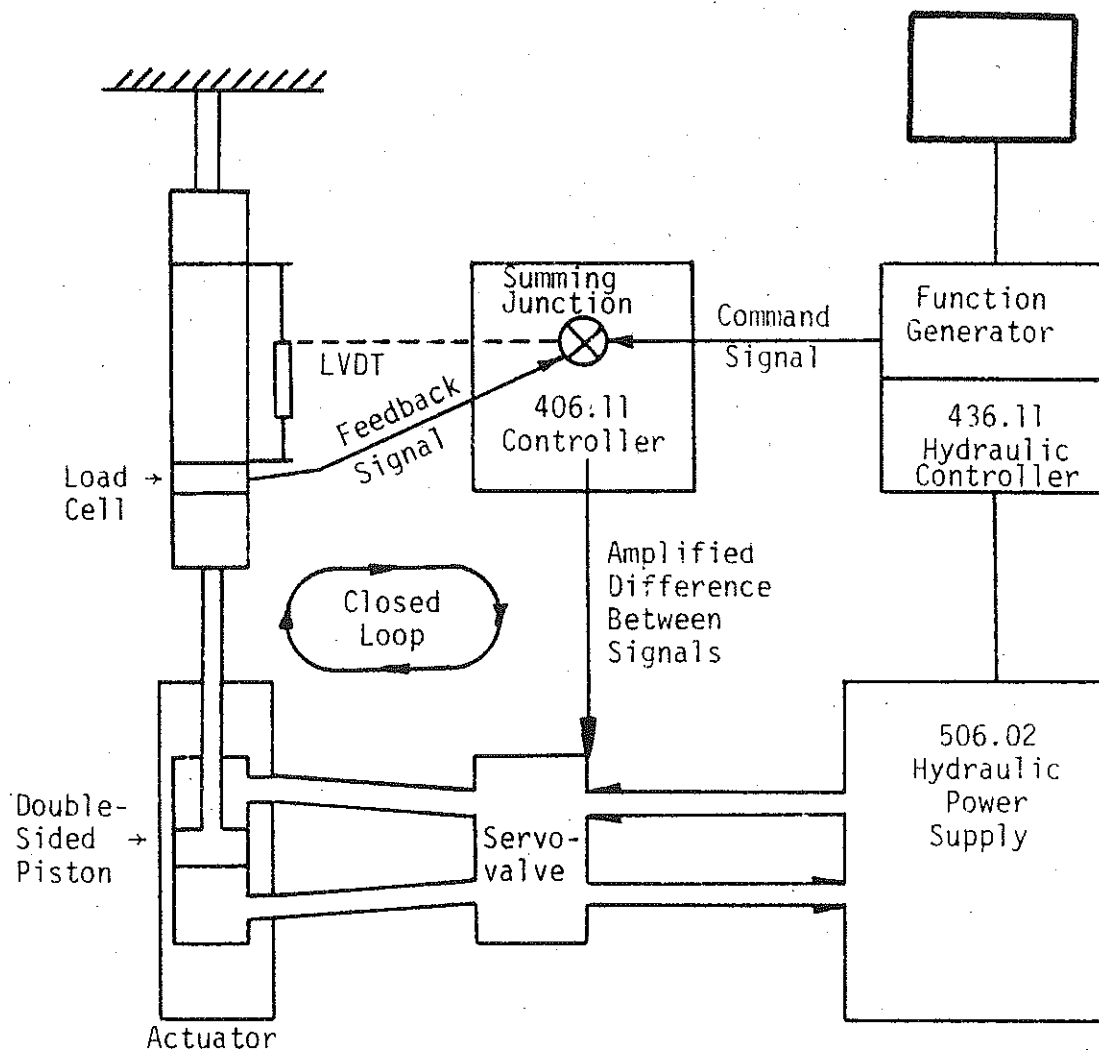 Summing
Junction
Function
Generator
Command
Signal
LVDT
Feedback
Signal
406.11
Controller
436.11
Hydraulic
Controller
Load →
Cell
Amplified
Difference
Between
Signals
Closed
Loop
506.02
Hydraulic
Power
Supply
Double-
Sided →
Piston
Servo-
valve
Actuator